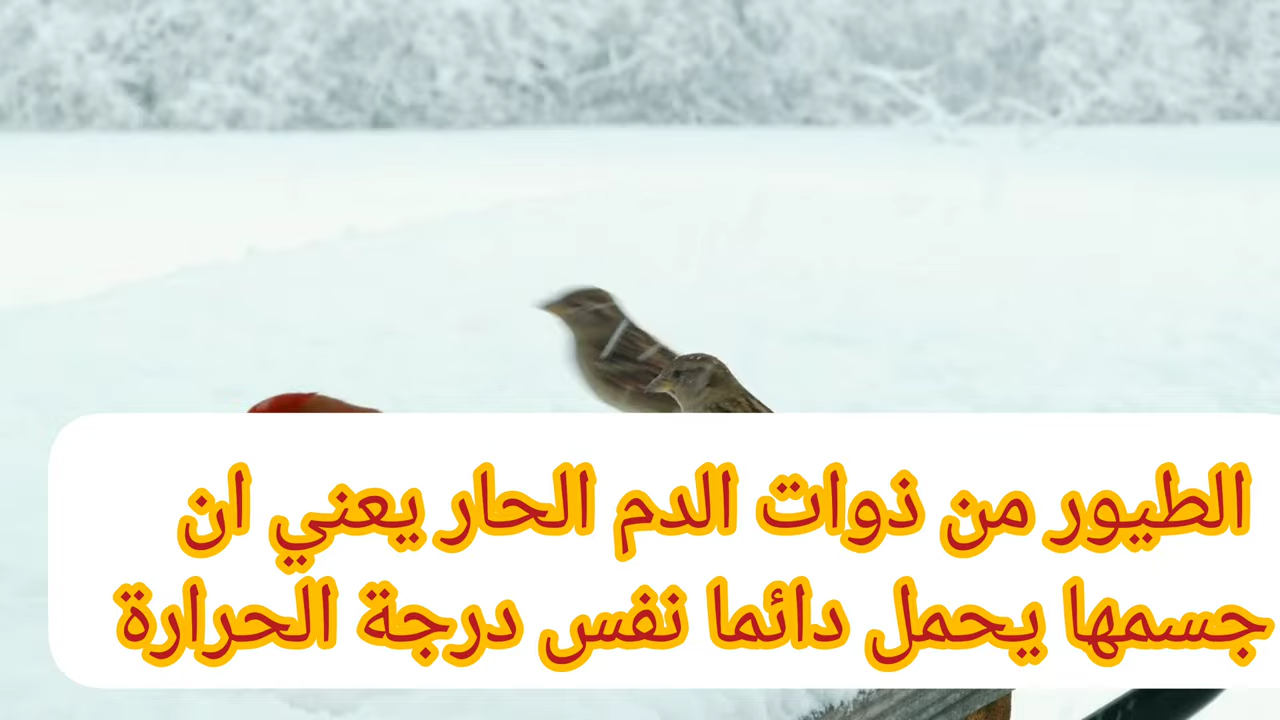 الطيور من ذوات الدم الحار يعني ان
جسمها يحمل دائما نفس درجة الحرارة